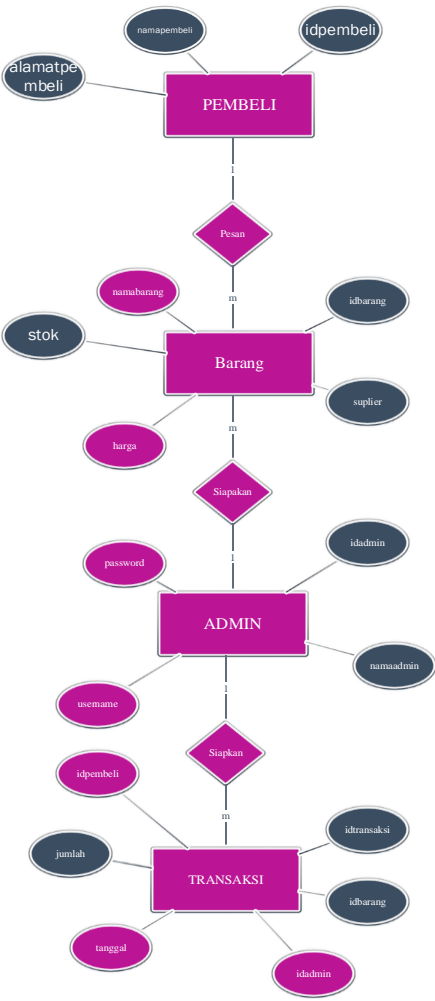 namapembeli
idpembeli
alamatpe
mbeli
PEMBELI
1
Pesan
m
namabarang
idbarang
stok
Barang
suplier
harga
m
Siapakan
1
idadmin
password
ADMIN
namaadmin
username
1
Siapkan
idpembeli
m
idtransaksi
jumlah
TRANSAKSI
idbarang
tanggal
idadmin